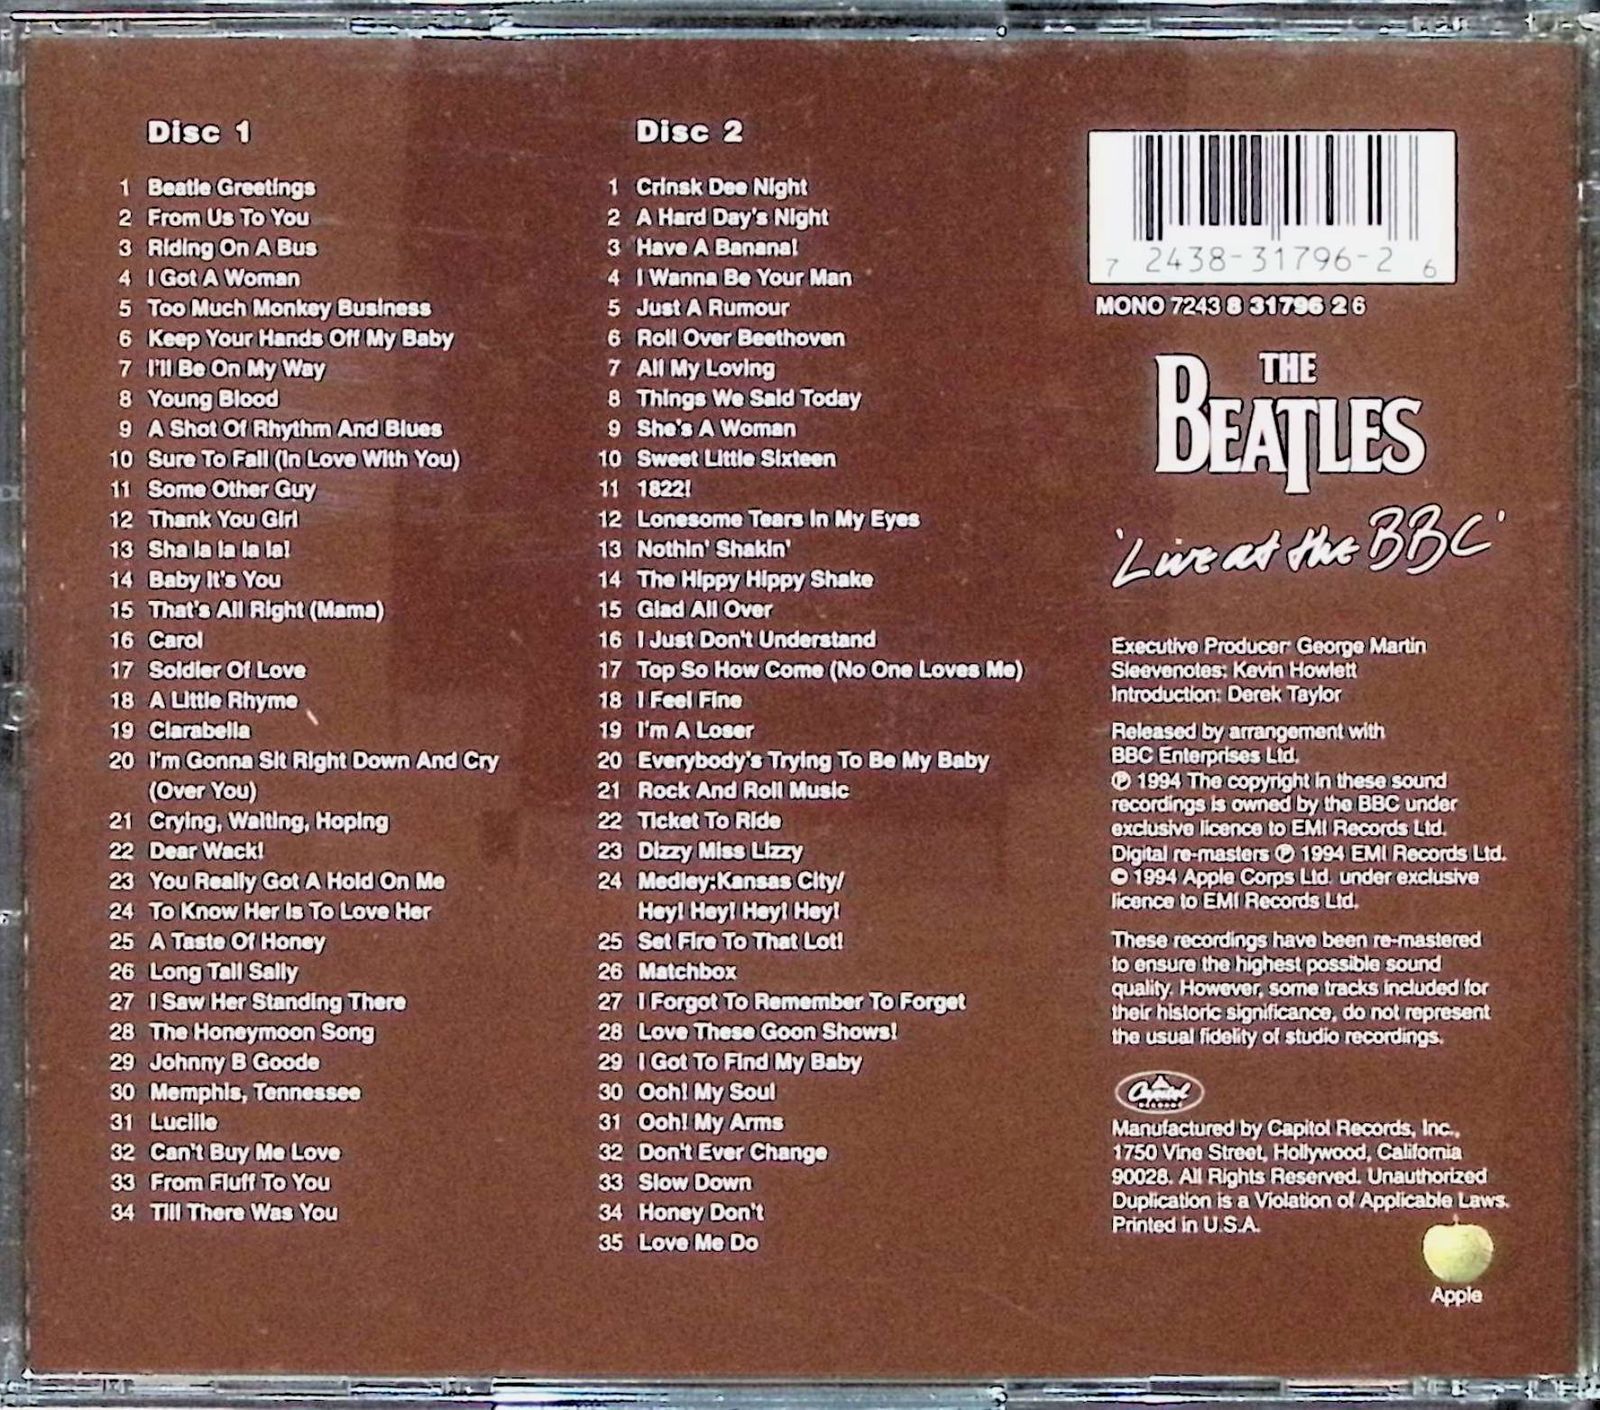 Disc 1
1 Beatle Greetings
2 From Us To You
3 Riding On A Bus
4 I Got A Woman
5 Too Much Monkey Business
6 Keep Your Hands Off My Baby
7 I'll Be On My Way
8 Young Blood
9 A Shot Of Rhythm And Blues
10 Sure To Fall (In Love With You)
11 Some Other Guy
12 Thank You Girl
13 Sha la la la la!
14 Baby It's You
15 That's All Right (Mama)
16 Carol
17 Soldier Of Love
18 A Little Rhyme
19 Clarabella
20 I'm Gonna Sit Right Down And Cry
(Over You)
21 Crying, Waiting, Hoping
22 Dear Wack!
23 You Really Got A Hold On Me
24 To Know Her Is To Love Her
25 A Taste Of Honey
26 Long Tall Sally
27 I Saw Her Standing There
28 The Honeymoon Song
29 Johnny B Goode
30 Memphis, Tennessee
31 Lucille
32 Can't Buy Me Love
33 From Fluff To You
34 Till There Was You
Disc 2
1 Crinsk Dee Night
2 A Hard Day's Night
3 Have A Banana!
4 I Wanna Be Your Man
5 Just A Rumour
6 Roll Over Beethoven
7 All My Loving
8 Things We Said Today
9 She's A Woman
10 Sweet Little Sixteen
11 1822!
12 Lonesome Tears In My Eyes
13 Nothin' Shakin'
14 The Hippy Hippy Shake
15 Glad All Over
16 I Just Don't Understand
17 Top So How Come (No One Loves Me)
18 I Feel Fine
19 I'm A Loser
20 Everybody's Trying To Be My Baby
21 Rock And Roll Music
22 Ticket To Ride
23 Dizzy Miss Lizzy
24 Medley:Kansas City/
Hey! Hey! Hey! Hey!
25 Set Fire To That Lot!
26 Matchbox
27 I Forgot To Remember To Forget
28 Love These Goon Shows!
29 I Got To Find My Baby
30 Ooh! My Soul
31 Ooh! My Arms
32 Don't Ever Change
33 Slow Down
34 Honey Don't
35 Love Me Do
7 2438-31796-2 6
MONO 7243 8 31796 2 6
THE
BEATLES
'Live at the BBC'
Executive Producer: George Martin
Sleevenotes: Kevin Howlett
Introduction: Derek Taylor
Released by arrangement with
BBC Enterprises Ltd.
℗ 1994 The copyright in these sound
recordings is owned by the BBC under
exclusive licence to EMI Records Ltd.
Digital re-masters ℗ 1994 EMI Records Ltd.
© 1994 Apple Corps Ltd. under exclusive
licence to EMI Records Ltd.
These recordings have been re-mastered
to ensure the highest possible sound
quality. However, some tracks included for
their historic significance, do not represent
the usual fidelity of studio recordings.
Capitol
RECORDS
Manufactured by Capitol Records, Inc.,
1750 Vine Street, Hollywood, California
90028. All Rights Reserved. Unauthorized
Duplication is a Violation of Applicable Laws.
Printed in U.S.A.
Apple